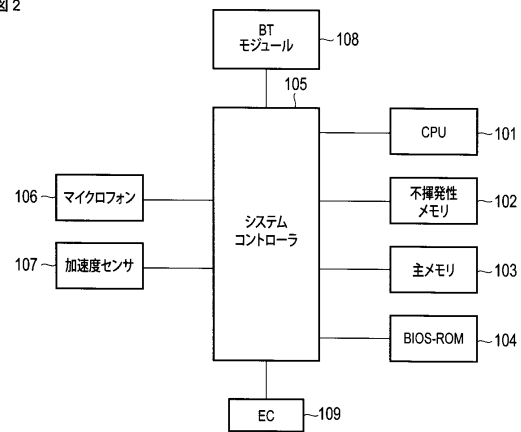 図2
BT
モジュール
108
105
CPU
101
マイクロフォン
106
不揮発性
メモリ
102
システム
コントローラ
加速度センサ
107
主メモリ
103
BIOS-ROM
104
EC
109